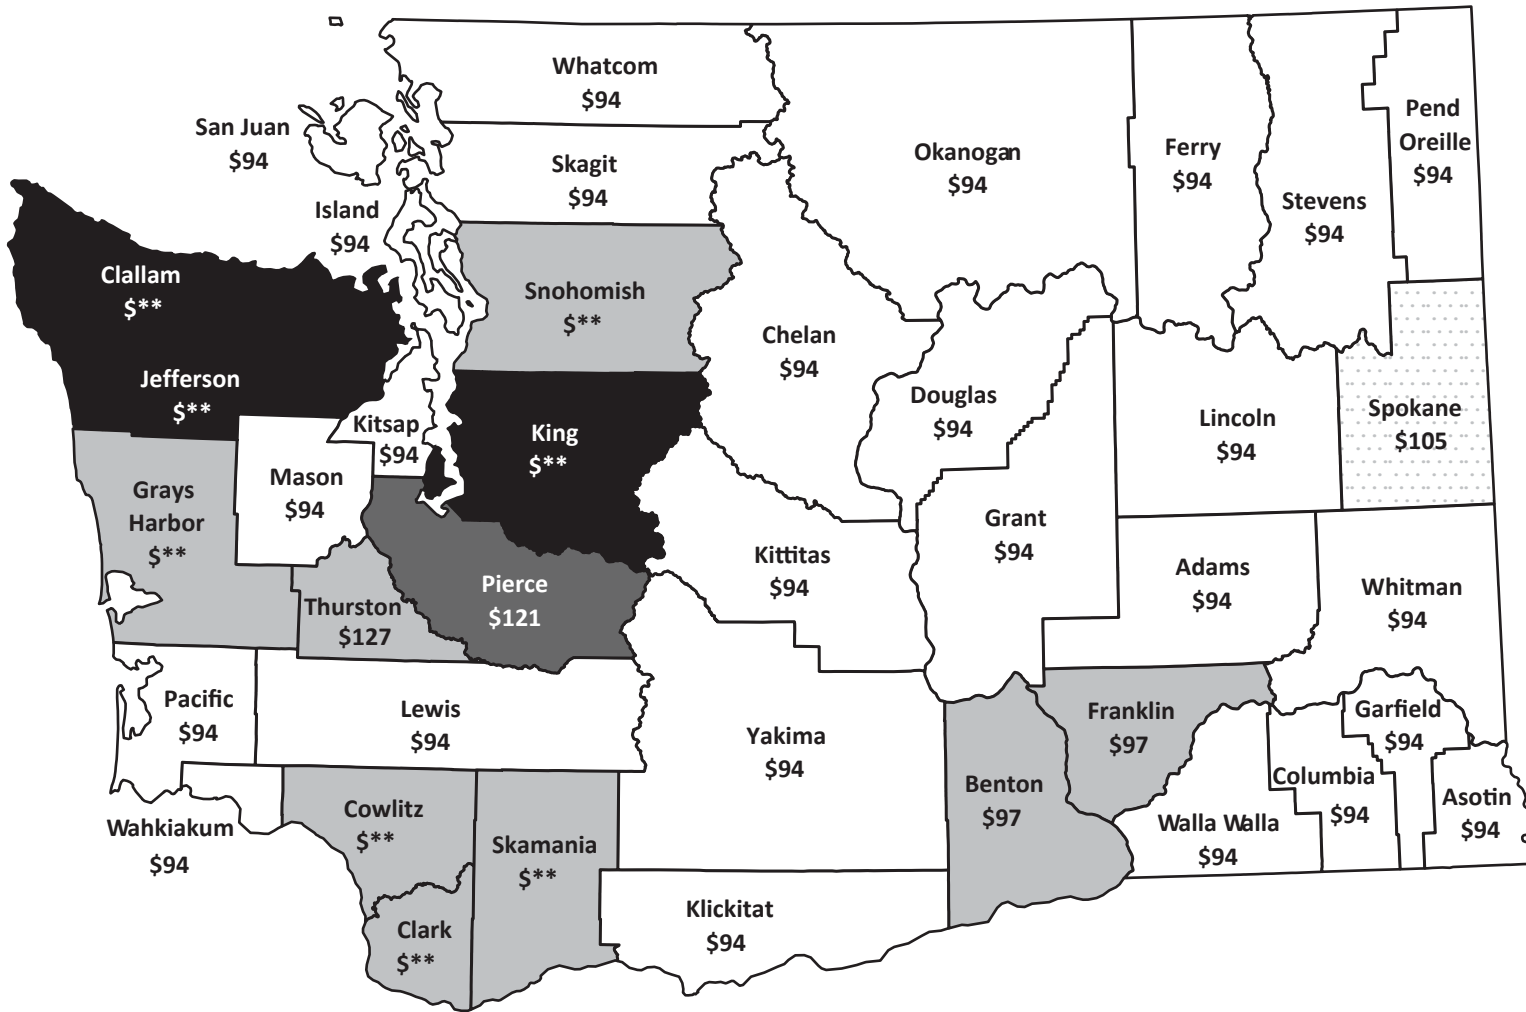 Whatcom
$94
San Juan
$94
Skagit
$94
Island
$94
Okanogan
$94
Ferry
$94
Stevens
$94
Pend
Oreille
$94
Clallam
$**
Jefferson
$**
Snohomish
$**
Chelan
$94
Douglas
$94
Lincoln
$94
Spokane
$105
Kitsap
$94
King
$**
Mason
$94
Grays
Harbor
$**
Thurston
$127
Pierce
$121
Kittitas
$94
Grant
$94
Adams
$94
Whitman
$94
Pacific
$94
Lewis
$94
Yakima
$94
Benton
$97
Franklin
$97
Garfield
$94
Columbia
$94
Asotin
$94
Walla Walla
$94
Wahkiakum
$94
Cowlitz
$**
Skamania
$**
Clark
$**
Klickitat
$94